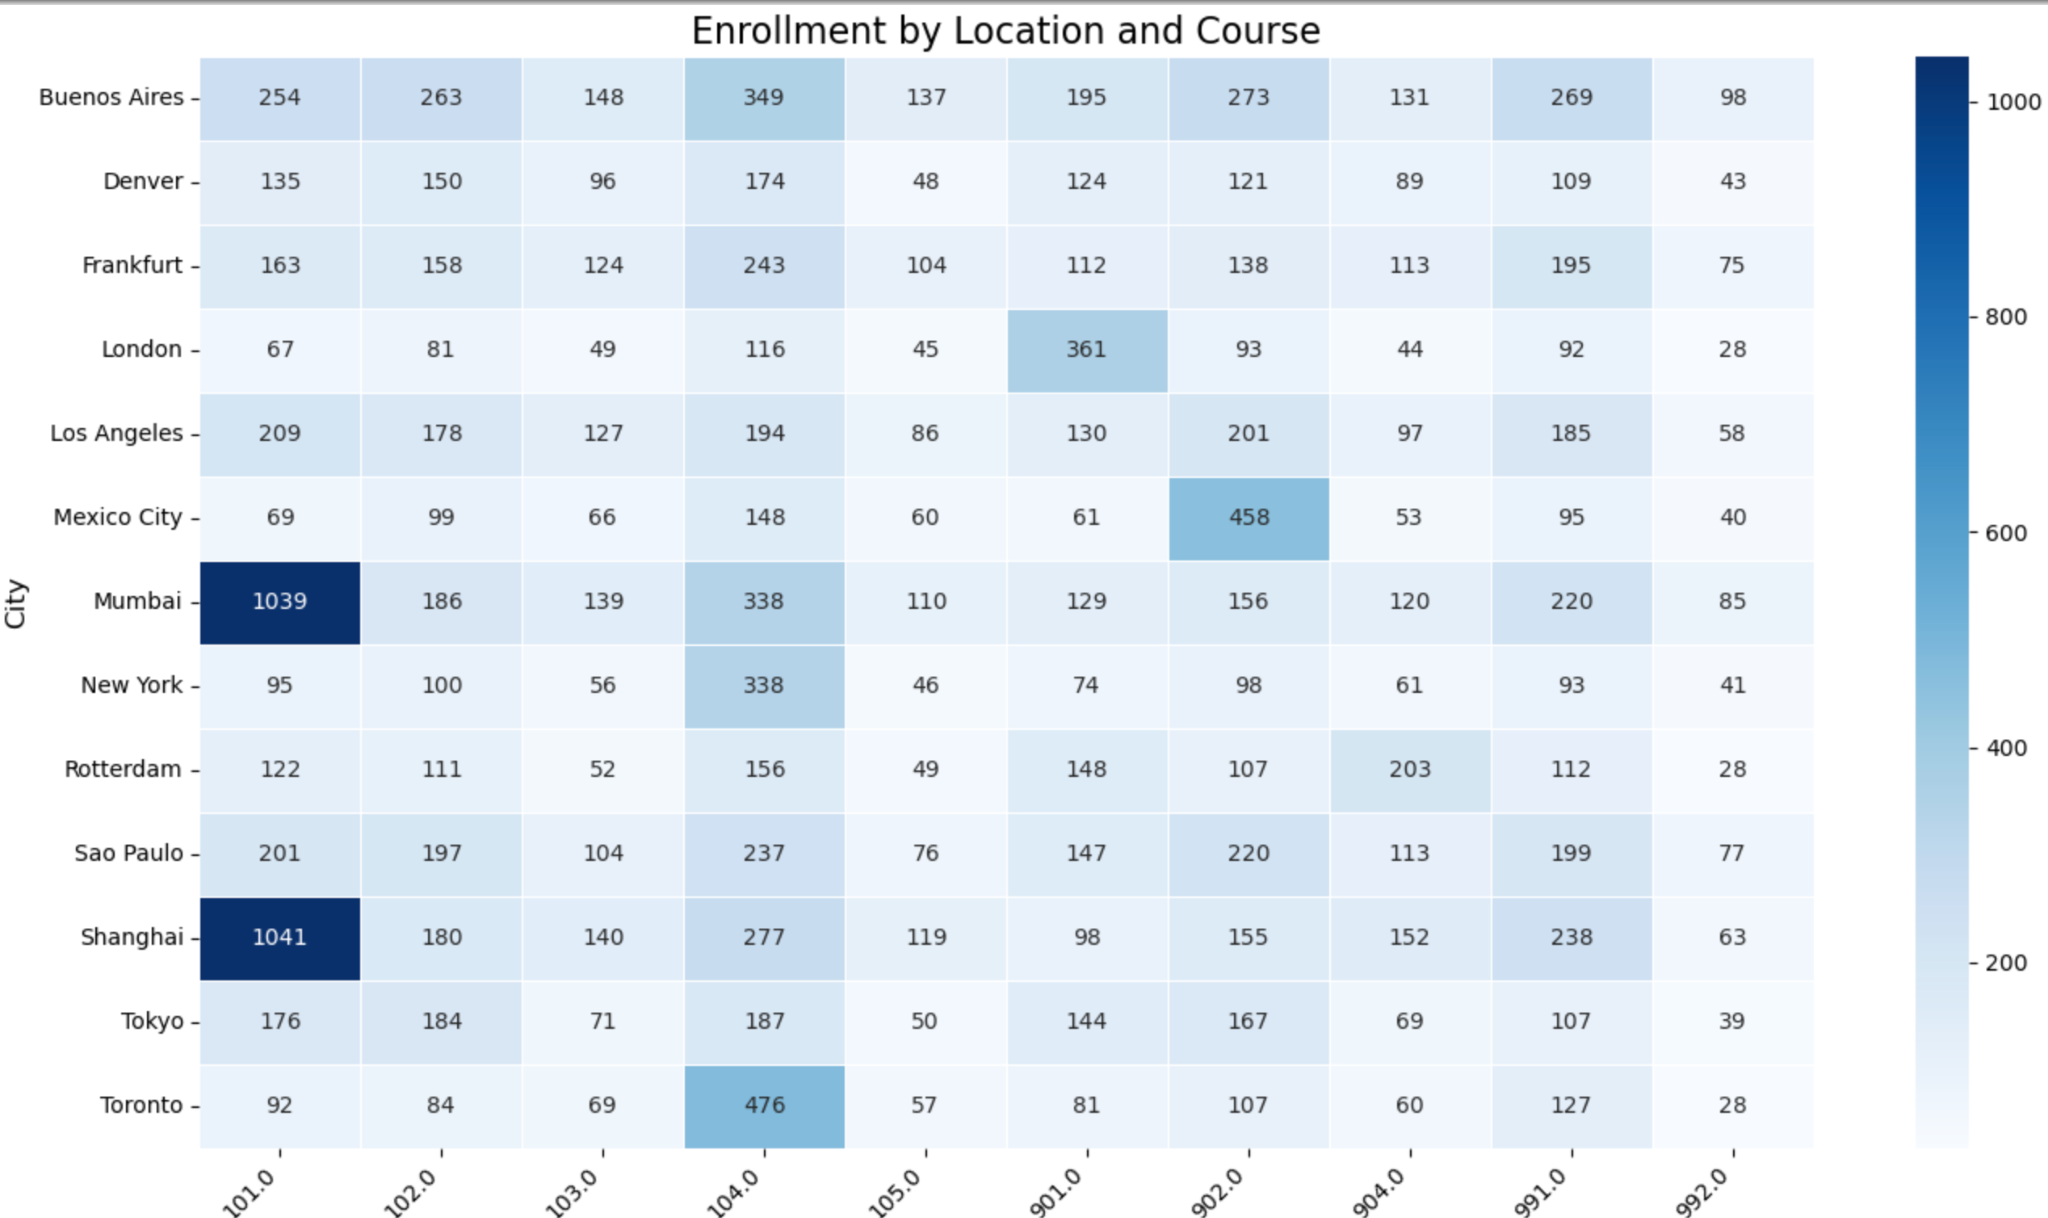 Enrollment by Location and Course
Buenos Aires 254 263 148 349 137 195 273 131 269 98
Denver 135 150 96 174 48 124 121 89 109 43
Frankfurt 163 158 124 243 104 112 138 113 195 75
London 67 81 49 116 45 361 93 44 92 28
Los Angeles 209 178 127 194 86 130 201 97 185 58
Mexico City 69 99 66 148 60 61 458 53 95 40
Mumbai 1039 186 139 338 110 129 156 120 220 85
New York 95 100 56 338 46 74 98 61 93 41
Rotterdam 122 111 52 156 49 148 107 203 112 28
Sao Paulo 201 197 104 237 76 147 220 113 199 77
Shanghai 1041 180 140 277 119 98 155 152 238 63
Tokyo 176 184 71 187 50 144 167 69 107 39
Toronto 92 84 69 476 57 81 107 60 127 28
101.0 102.0 103.0 104.0 105.0 901.0 902.0 904.0 991.0 992.0
City
1000
800
600
400
200